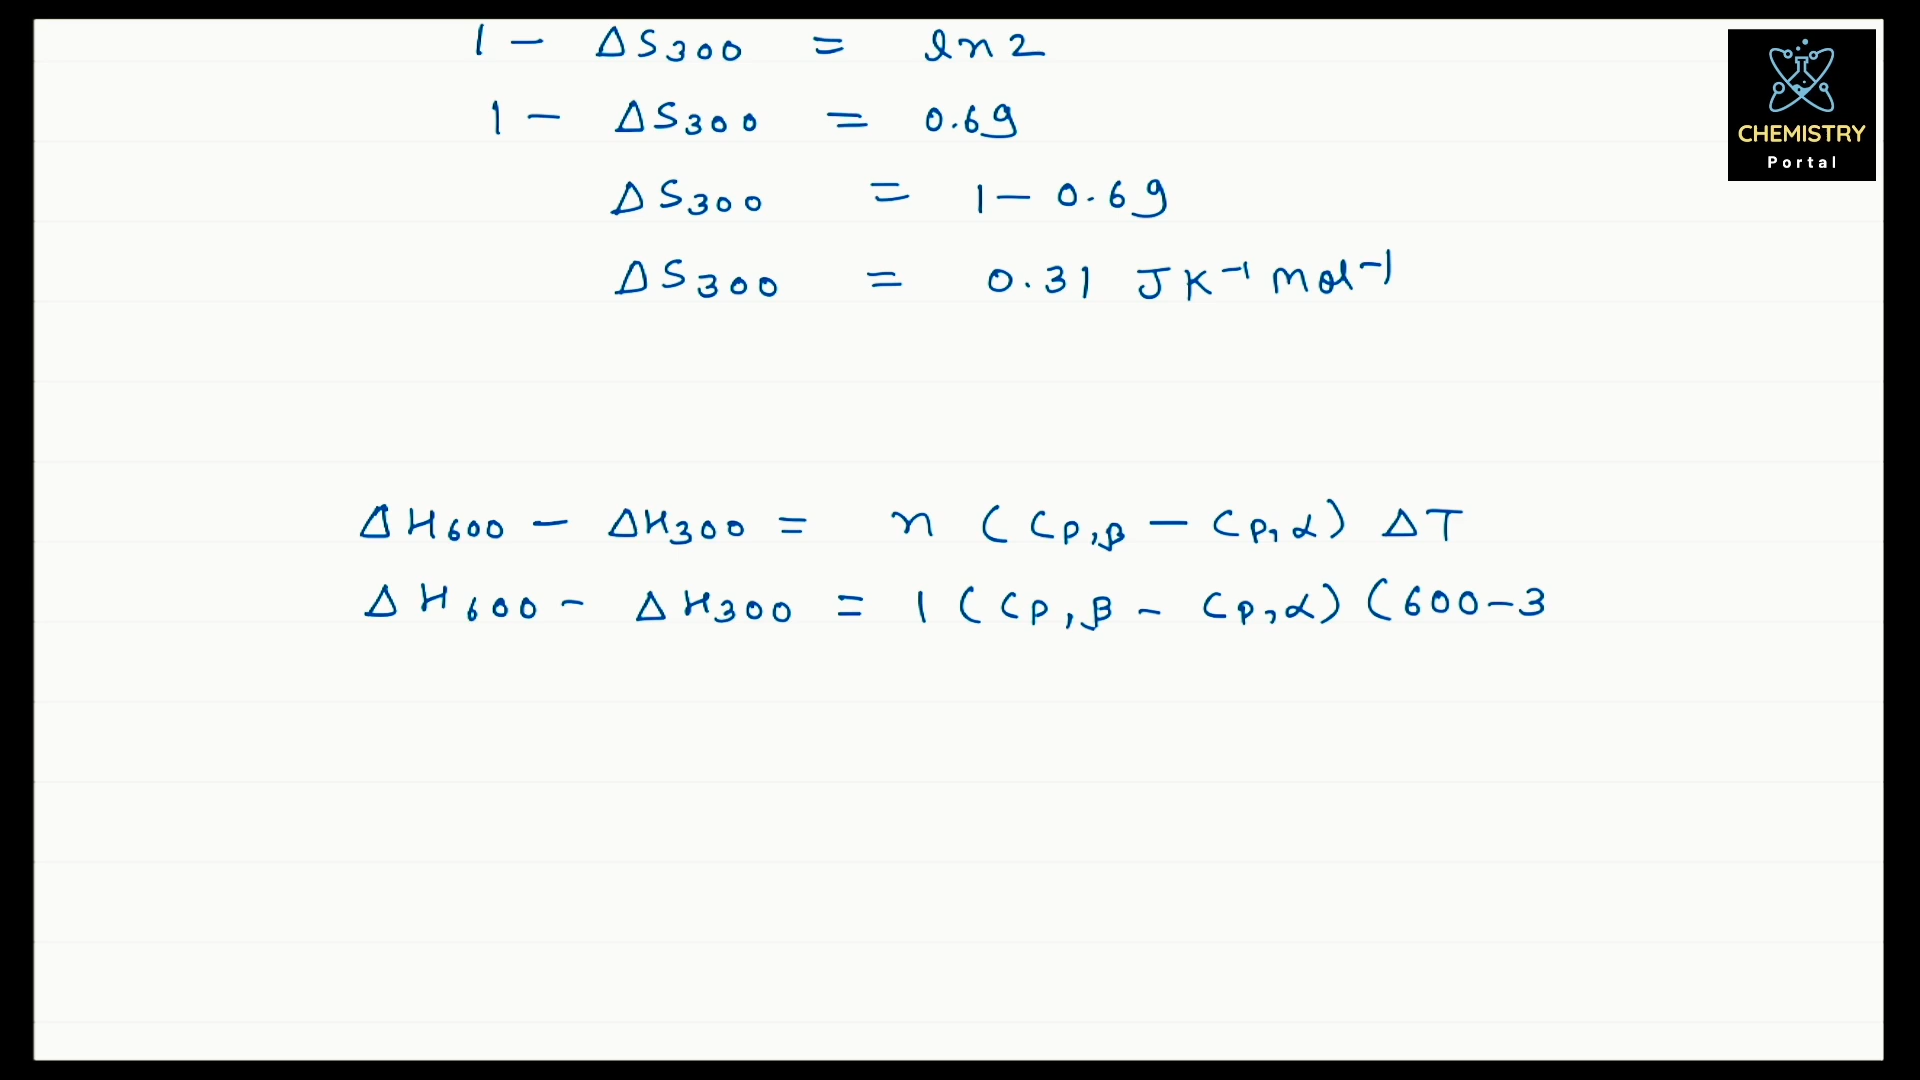 1 - ΔS₃₀₀ = ln 2
1 - ΔS₃₀₀ = 0.69
ΔS₃₀₀ = 1 - 0.69
ΔS₃₀₀ = 0.31 JK⁻¹ mol⁻¹
ΔH₆₀₀ - ΔH₃₀₀ = n (Cp,β - Cp,α) ΔT
ΔH₆₀₀ - ΔH₃₀₀ = 1 (Cp,β - Cp,α) (600-3
CHEMISTRY
Portal